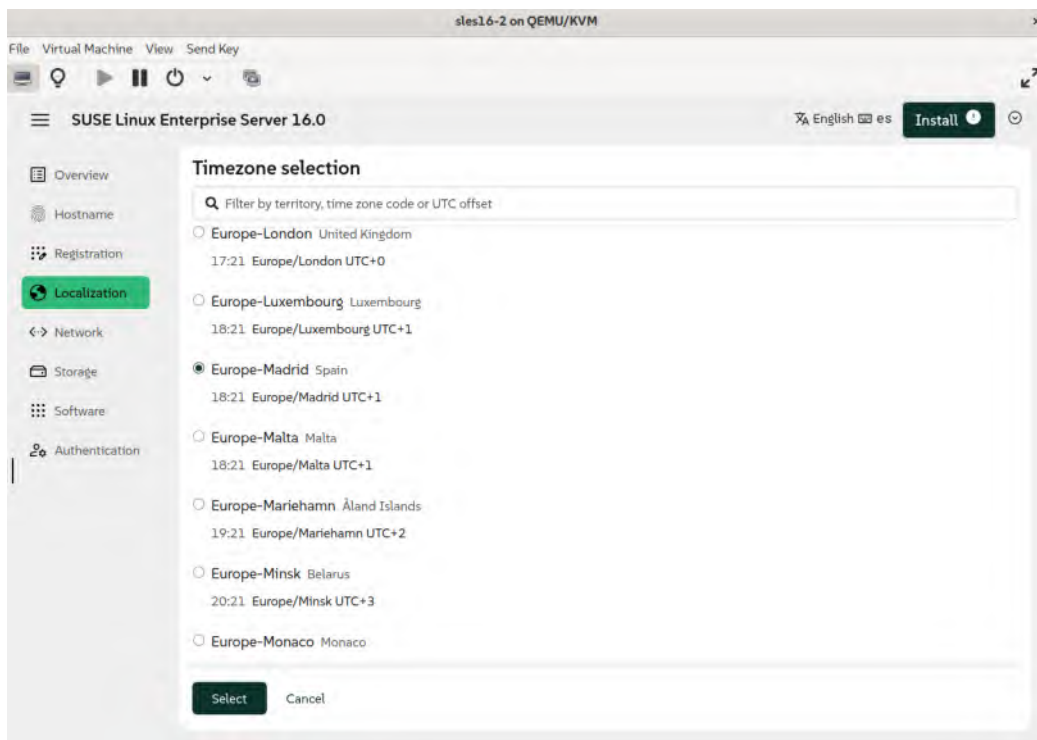 sles16-2 on QEMU/KVM
File Virtual Machine View Send Key
SUSE Linux Enterprise Server 16.0
English es
Install
Overview
Hostname
Registration
Localization
Network
Storage
Software
Authentication
Timezone selection
Filter by territory, time zone code or UTC offset
Europe-London United Kingdom
17:21 Europe/London UTC+0
Europe-Luxembourg Luxembourg
18:21 Europe/Luxembourg UTC+1
Europe-Madrid Spain
18:21 Europe/Madrid UTC+1
Europe-Malta Malta
18:21 Europe/Malta UTC+1
Europe-Mariehamn Åland Islands
19:21 Europe/Mariehamn UTC+2
Europe-Minsk Belarus
20:21 Europe/Minsk UTC+3
Europe-Monaco Monaco
Select Cancel